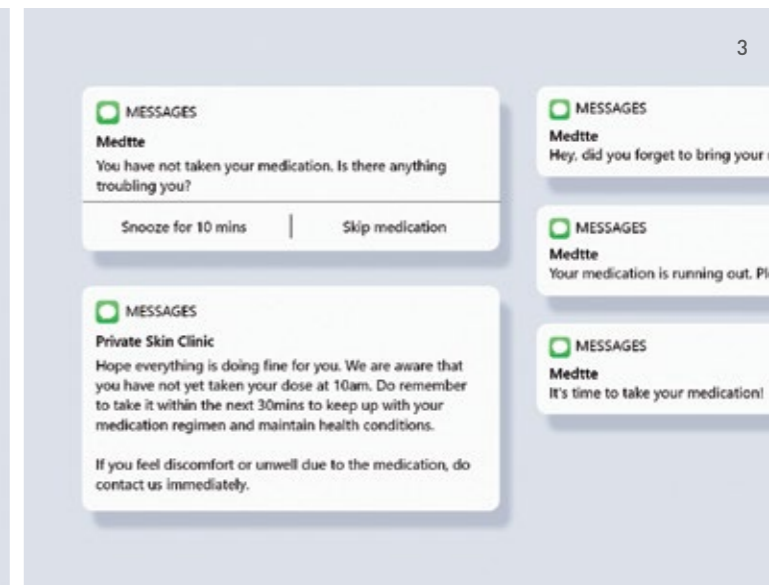 3
MESSAGES
Medtte
You have not taken your medication. Is there anything
troubling you?
Snooze for 10 mins
Skip medication
MESSAGES
Private Skin Clinic
Hope everything is doing fine for you. We are aware that
you have not yet taken your dose at 10am. Do remember
to take it within the next 30mins to keep up with your
medication regimen and maintain health conditions.
If you feel discomfort or unwell due to the medication, do
contact us immediately.
MESSAGES
Medtte
Hey, did you forget to bring your
MESSAGES
Medtte
Your medication is running out.
MESSAGES
Medtte
It's time to take your medication!